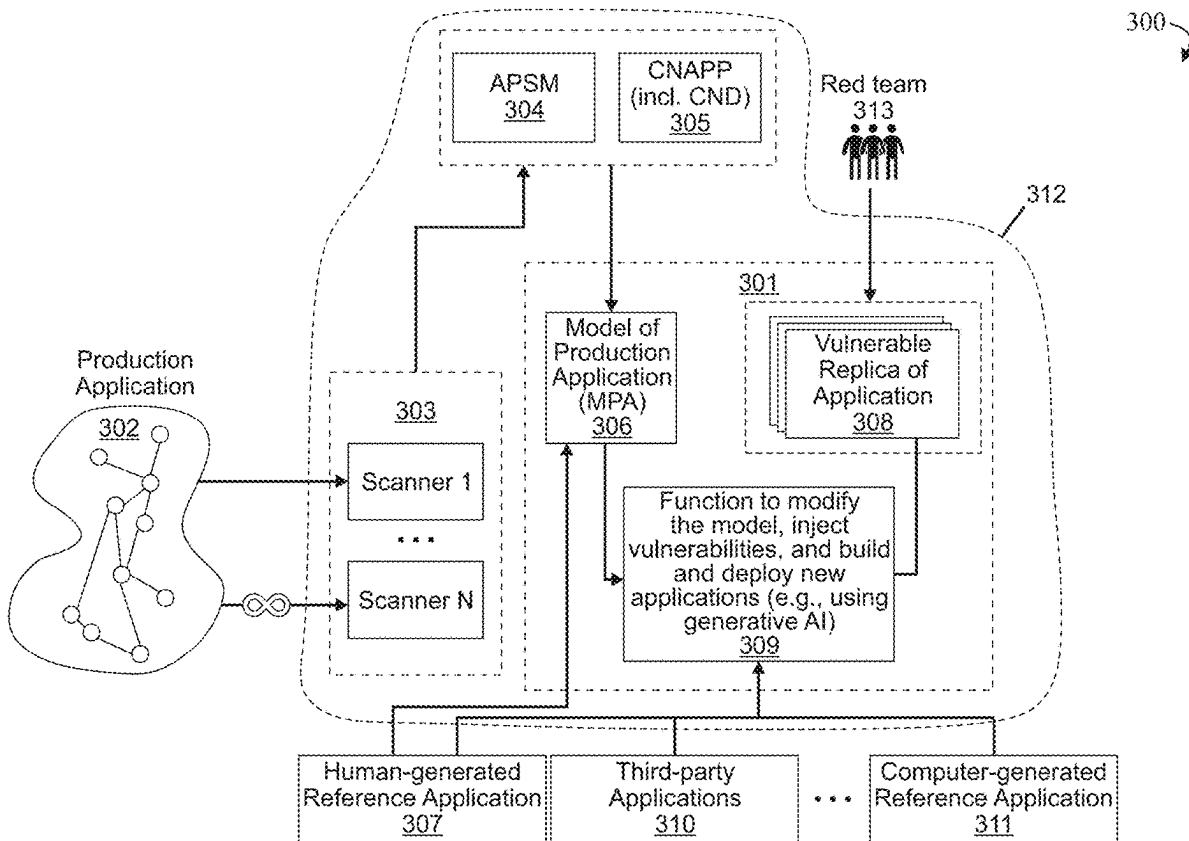 300
APSM
304
CNAPP
(incl. CND)
305
Red team
313
312
301
Model of
Production
Application
(MPA)
306
Vulnerable
Replica of
Application
308
Production
Application
302
303
Scanner 1
...
Scanner N
Function to modify
the model, inject
vulnerabilities, and build
and deploy new
applications (e.g., using
generative AI)
309
Human-generated
Reference Application
307
Third-party
Applications
310
...
Computer-generated
Reference Application
311